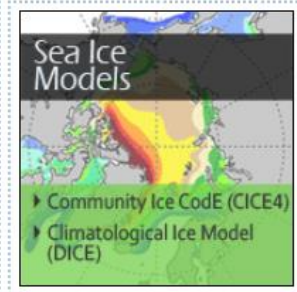 Sea Ice
Models
Community Ice CodE (CICE4)
Climatological Ice Model
(DICE)